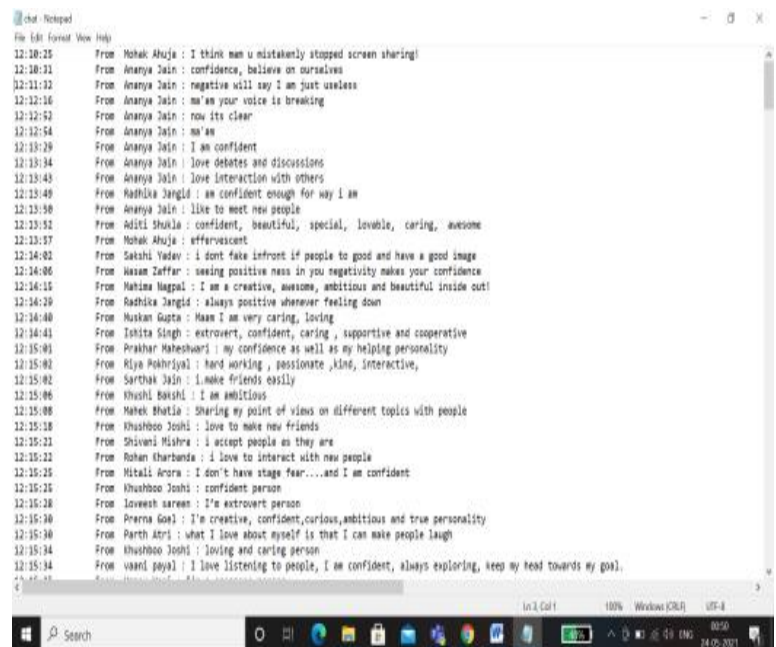 chat - Notepad
File Edit Format View Help
12:10:25 From Mohak Ahuja : I think mam u mistakenly stopped screen sharing!
12:10:31 From Ananya Jain : confidence, believe on ourselves
12:11:32 From Ananya Jain : negative will say I am just useless
12:12:16 From Ananya Jain : ma'am your voice is breaking
12:12:52 From Ananya Jain : now its clear
12:12:54 From Ananya Jain : ma'am
12:13:29 From Ananya Jain : I am confident
12:13:34 From Ananya Jain : love debates and discussions
12:13:43 From Ananya Jain : love interaction with others
12:13:49 From Radhika Jangid : am confident enough for way i am
12:13:50 From Ananya Jain : like to meet new people
12:13:52 From Aditi Shukla : confident, beautiful, special, lovable, caring, awesome
12:13:57 From Mohak Ahuja : effervescent
12:14:02 From Sakshi Yadav : i dont fake infront if people to good and have a good image
12:14:06 From Wasam Zaffar : seeing positive ness in you negativity makes your confidence
12:14:15 From Mahima Nagpal : I am a creative, awesome, ambitious and beautiful inside out!
12:14:29 From Radhika Jangid : always positive whenever feeling down
12:14:40 From Muskan Gupta : Maam I am very caring, loving
12:14:41 From Ishita Singh : extrovert, confident, caring , supportive and cooperative
12:15:01 From Prakhar Maheshwari : my confidence as well as my helping personality
12:15:02 From Riya Pokhriyal : hard working , passionate ,kind, interactive,
12:15:02 From Sarthak Jain : i.make friends easily
12:15:06 From Khushi Bakshi : I am ambitious
12:15:08 From Mahek Bhatia : Sharing my point of views on different topics with people
12:15:18 From Khushboo Joshi : love to make new friends
12:15:21 From Shivani Mishra : i accept people as they are
12:15:22 From Rohan Kharbanda : i love to interact with new people
12:15:25 From Mitali Arora : I don't have stage fear....and I am confident
12:15:25 From Khushboo Joshi : confident person
12:15:28 From loveesh sareen : I'm extrovert person
12:15:30 From Prerna Goel : I'm creative, confident,curious,ambitious and true personality
12:15:30 From Parth Atri : what I love about myself is that I can make people laugh
12:15:34 From Khushboo Joshi : loving and caring person
12:15:34 From vaani payal : I love listening to people, I am confident, always exploring, keep my head towards my goal.
Ln 3, Col 1 100% Windows (CRLF) UTF-8
Search
ENG
00:50
24-05-2021